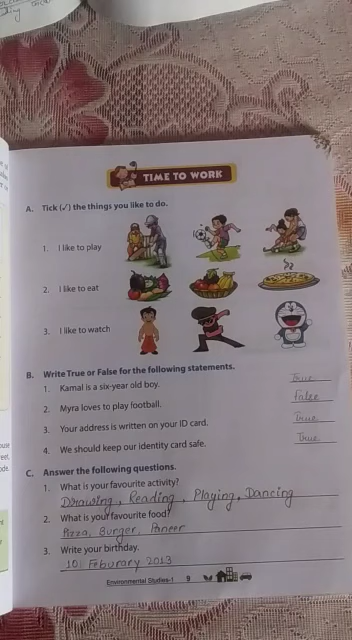 TIME TO WORK
A. Tick (✓) the things you like to do.
1. I like to play
2. I like to eat
3. I like to watch
B. Write True or False for the following statements.
1. Kamal is a six-year old boy. True
2. Myra loves to play football. False
3. Your address is written on your ID card. True
4. We should keep our identity card safe. True
C. Answer the following questions.
1. What is your favourite activity?
Drawing, Reading, Playing, Dancing
2. What is your favourite food?
Pizza, Burger, Paneer
3. Write your birthday.
10, Feburary 2013
Environmental Studies-1 9